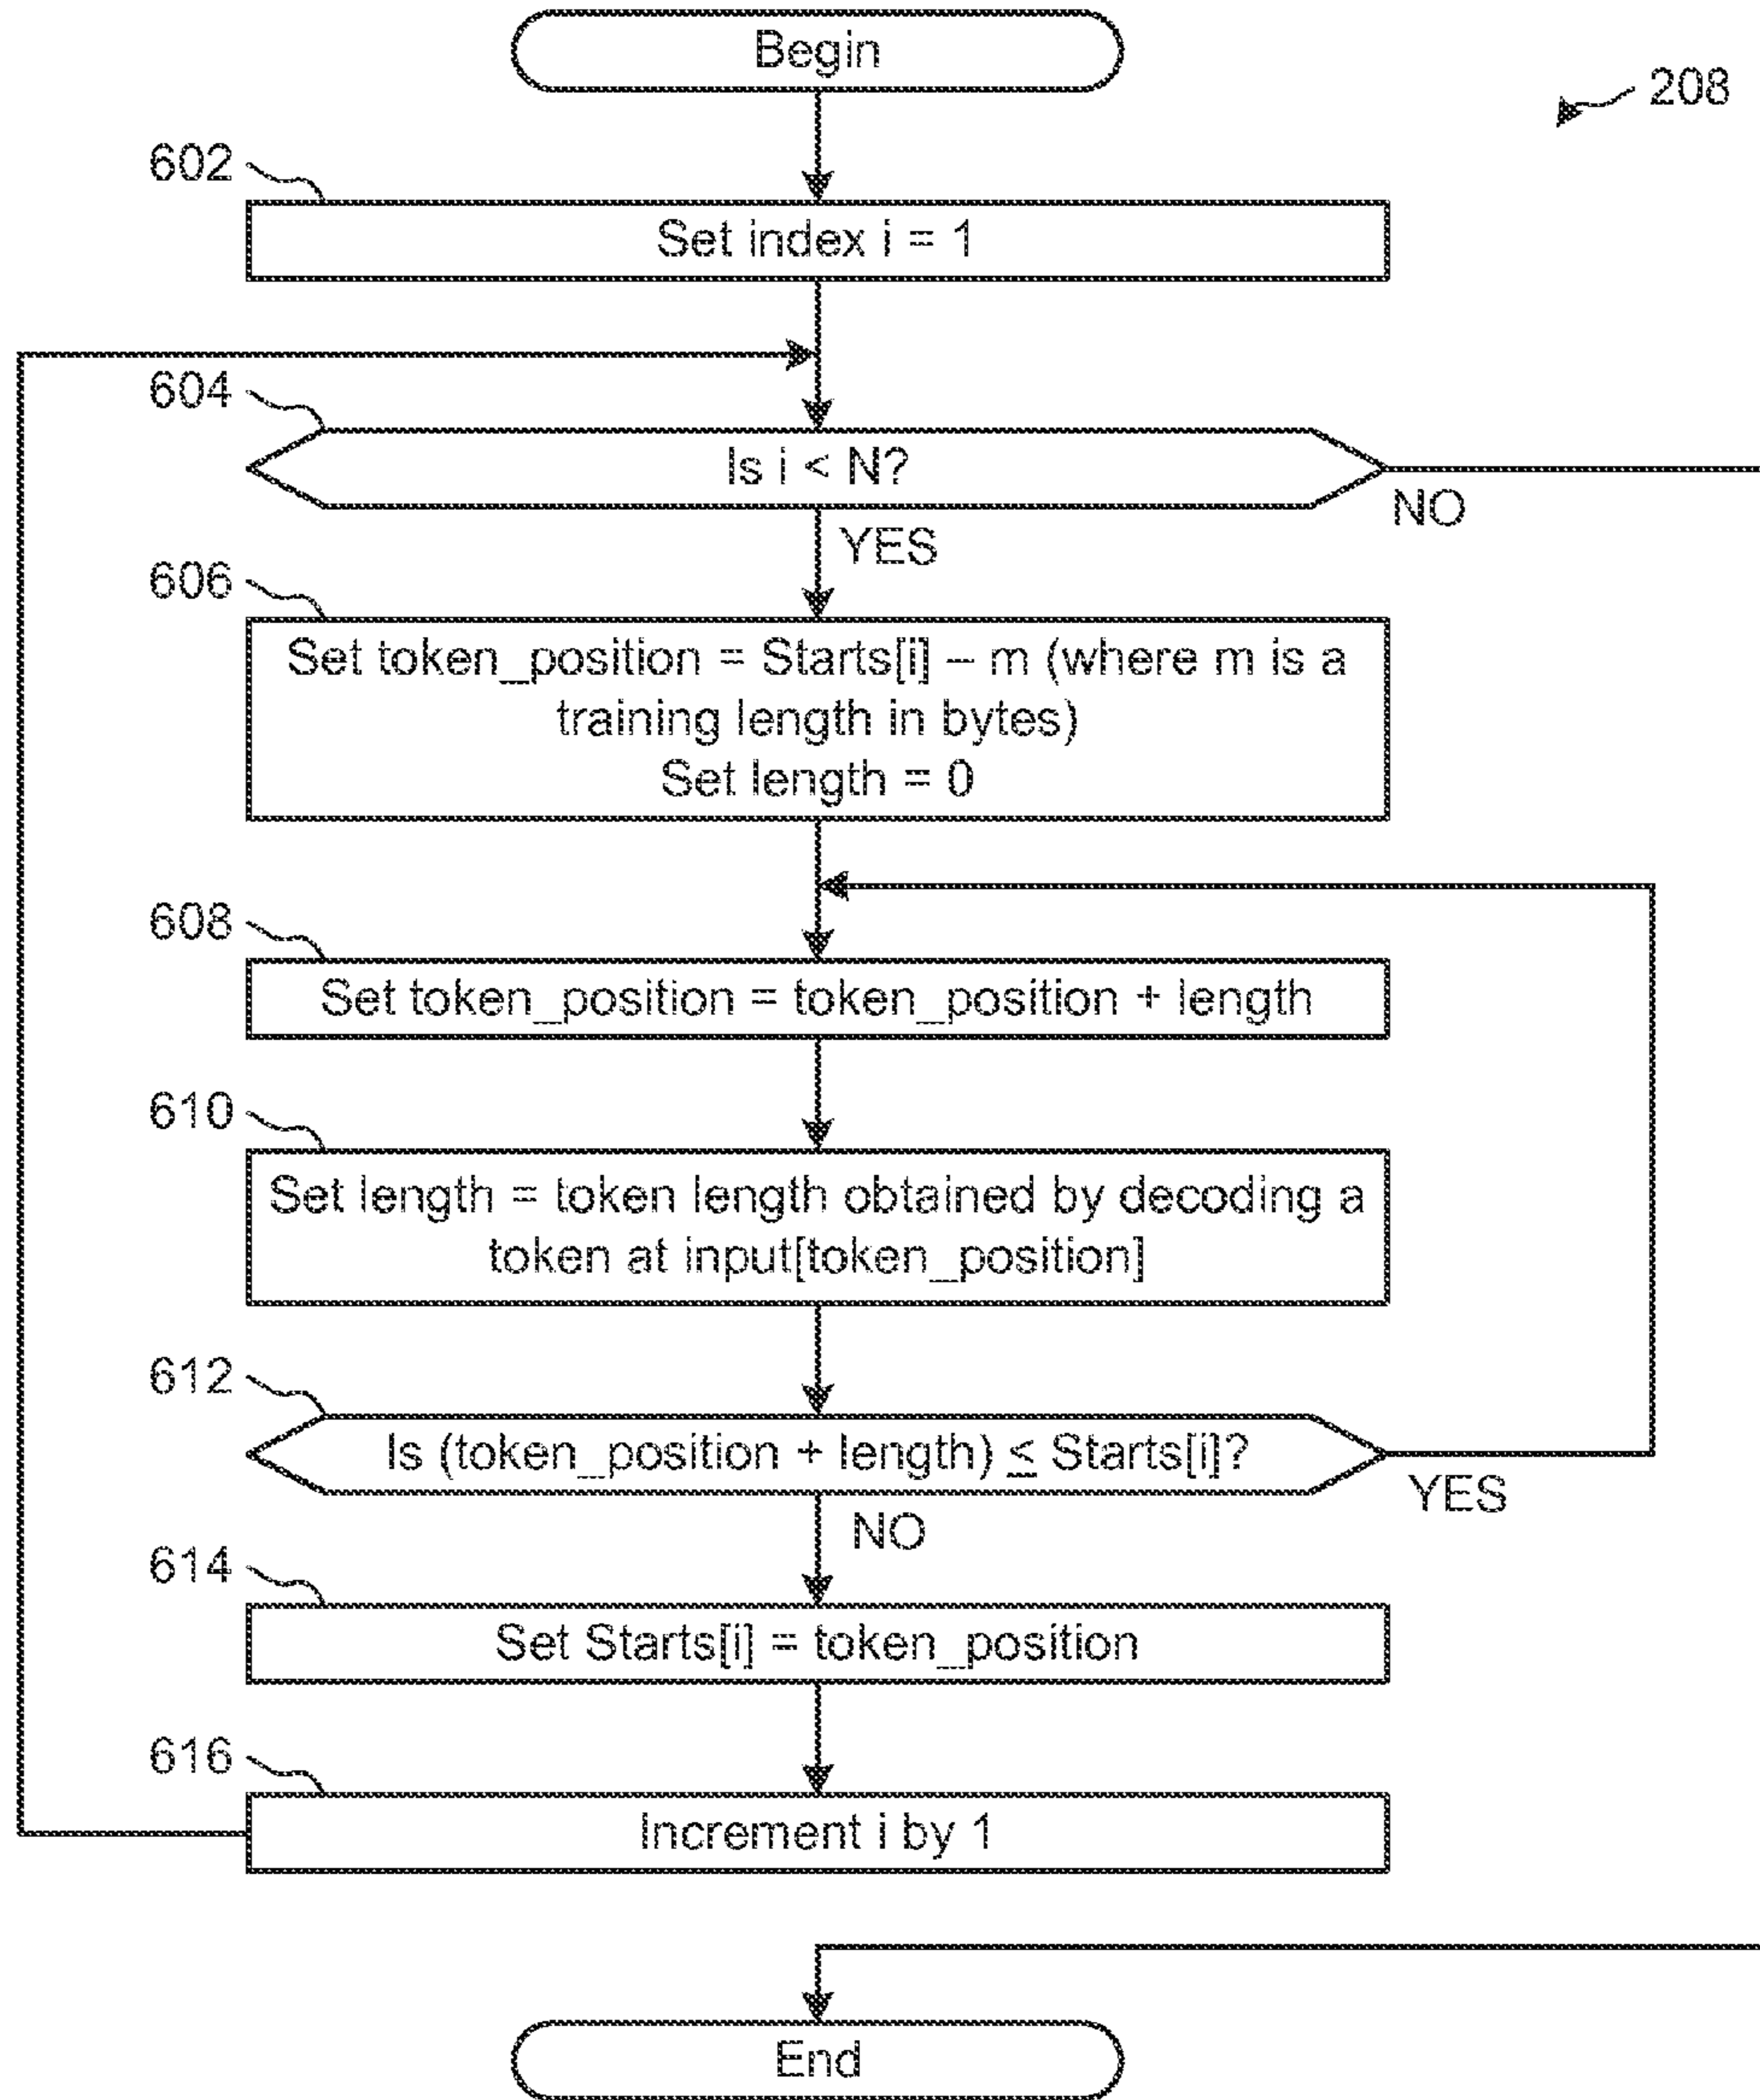 Begin
208
602
Set index i = 1
604
Is i < N?
NO
YES
606
Set token_position = Starts[i] – m (where m is a
training length in bytes)
Set length = 0
608
Set token_position = token_position + length
610
Set length = token length obtained by decoding a
token at input[token_position]
612
Is (token_position + length) ≤ Starts[i]?
YES
NO
614
Set Starts[i] = token_position
616
Increment i by 1
End